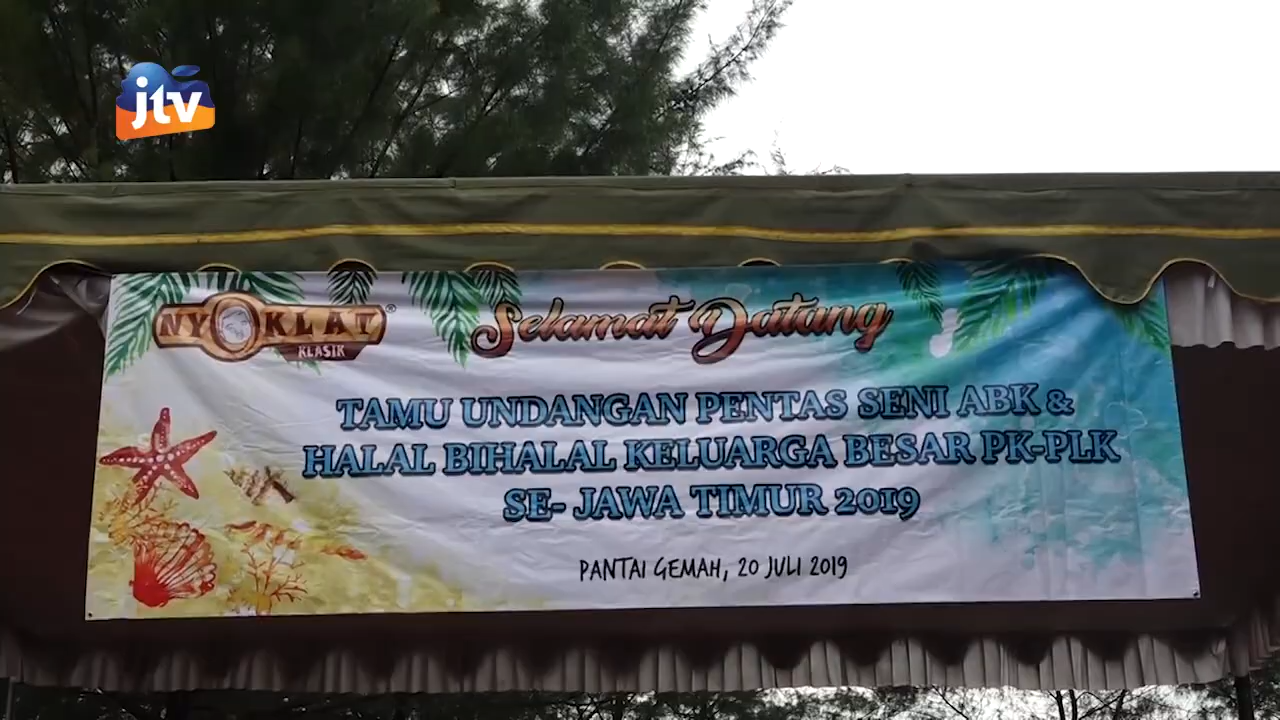 jtv
NYOKLAT®
KLASIK
Selamat Datang
TAMU UNDANGAN PENTAS SENI ABK &
HALAL BIHALAL KELUARGA BESAR PK-PLK
SE- JAWA TIMUR 2019
PANTAI GEMAH, 20 JULI 2019